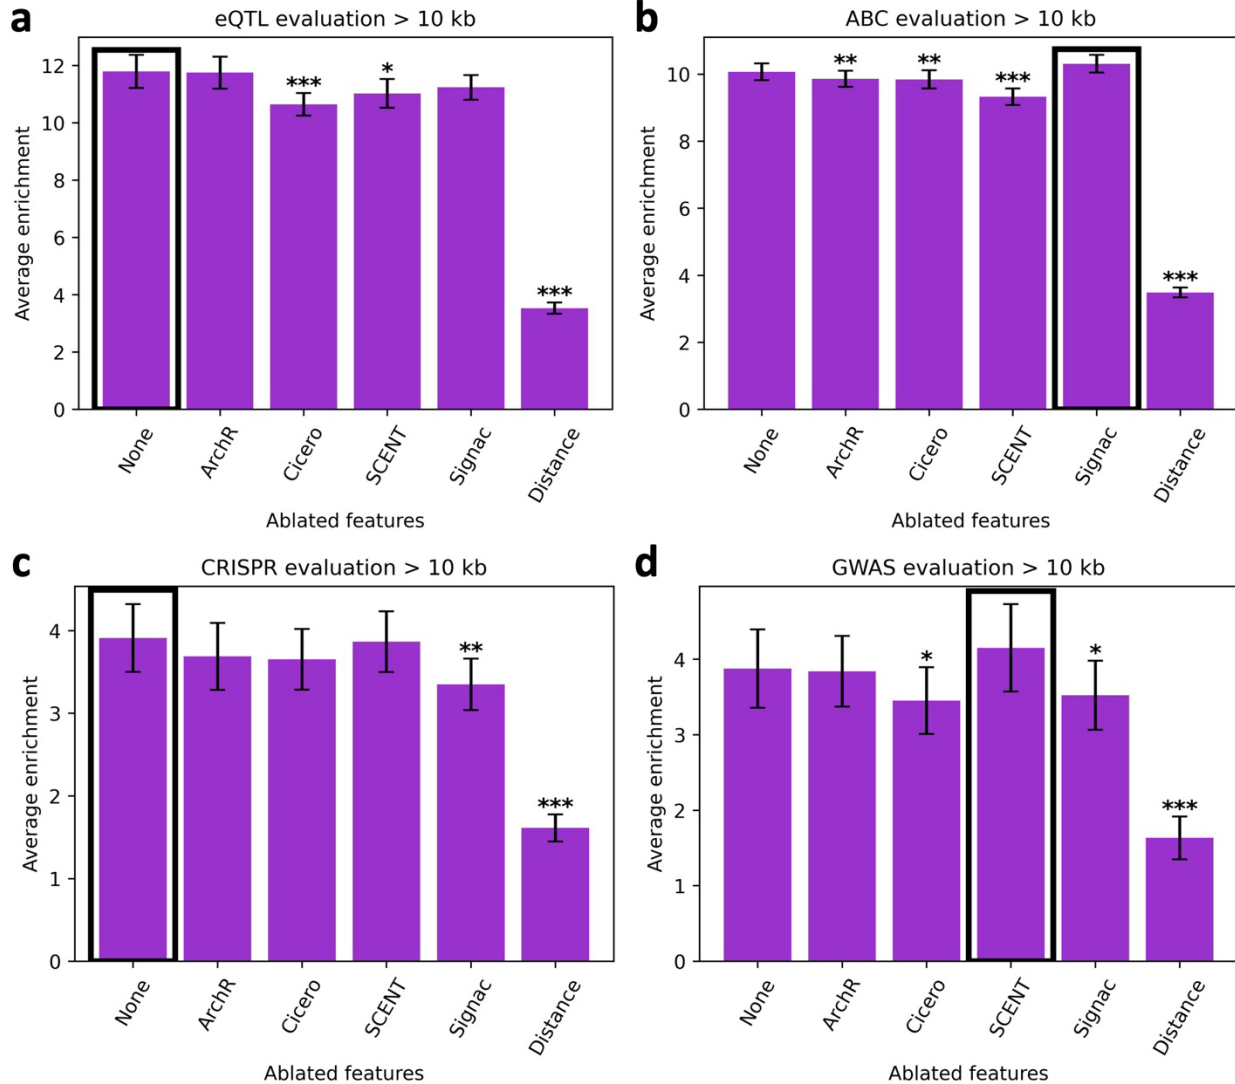 a
eQTL evaluation > 10 kb
Average enrichment
12
10
8
6
4
2
0
***
*
***
None
ArchR
Cicero
SCENT
Signac
Distance
Ablated features
b
ABC evaluation > 10 kb
Average enrichment
10
8
6
4
2
0
**
**
***
***
None
ArchR
Cicero
SCENT
Signac
Distance
Ablated features
c
CRISPR evaluation > 10 kb
Average enrichment
4
3
2
1
0
**
***
None
ArchR
Cicero
SCENT
Signac
Distance
Ablated features
d
GWAS evaluation > 10 kb
Average enrichment
4
3
2
1
0
*
*
***
None
ArchR
Cicero
SCENT
Signac
Distance
Ablated features